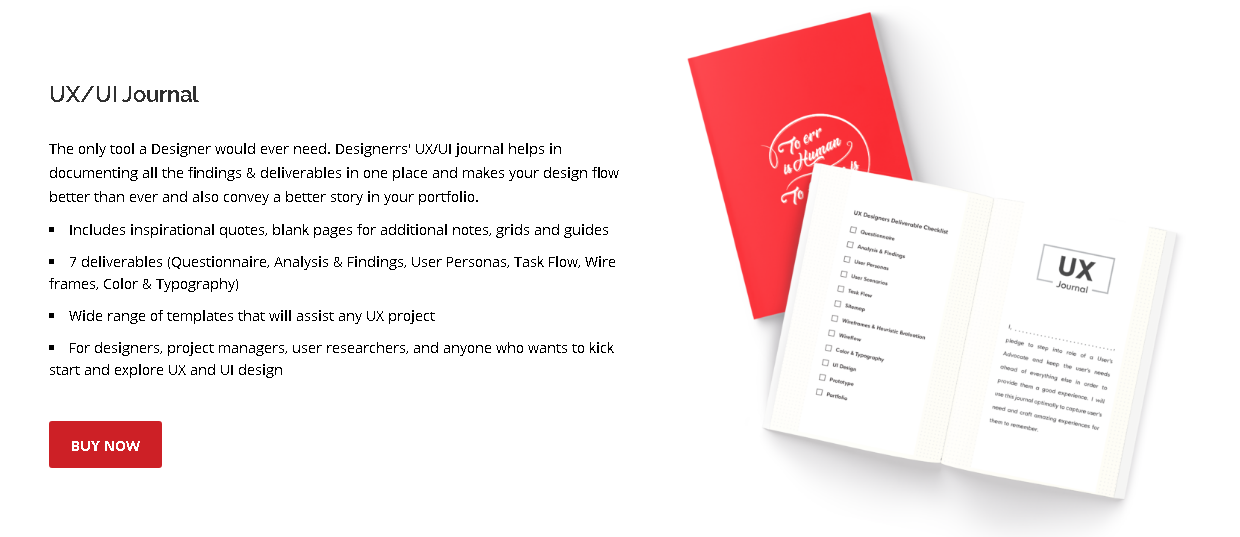 UX/UI Journal
The only tool a Designer would ever need. Designerrs' UX/UI journal helps in
documenting all the findings & deliverables in one place and makes your design flow
better than ever and also convey a better story in your portfolio.
Includes inspirational quotes, blank pages for additional notes, grids and guides
7 deliverables (Questionnaire, Analysis & Findings, User Personas, Task Flow, Wire
frames, Color & Typography)
Wide range of templates that will assist any UX project
For designers, project managers, user researchers, and anyone who wants to kick
start and explore UX and UI design
BUY NOW
To err
is Human
is
To
UX Designers Deliverable Checklist
Questionnaire
Analysis & Findings
User Personas
User Scenarios
Task Flow
Sitemap
Wireframes & Heuristic Evaluation
Wireflow
Color & Typography
UI Design
Prototype
Portfolio
UX
Journal
I,
pledge to step into role of a User's
Advocate and keep the user's needs
ahead of everything else in order to
provide them a good experience. I will
use this journal optimally to capture user's
need and craft amazing experiences for
them to remember.